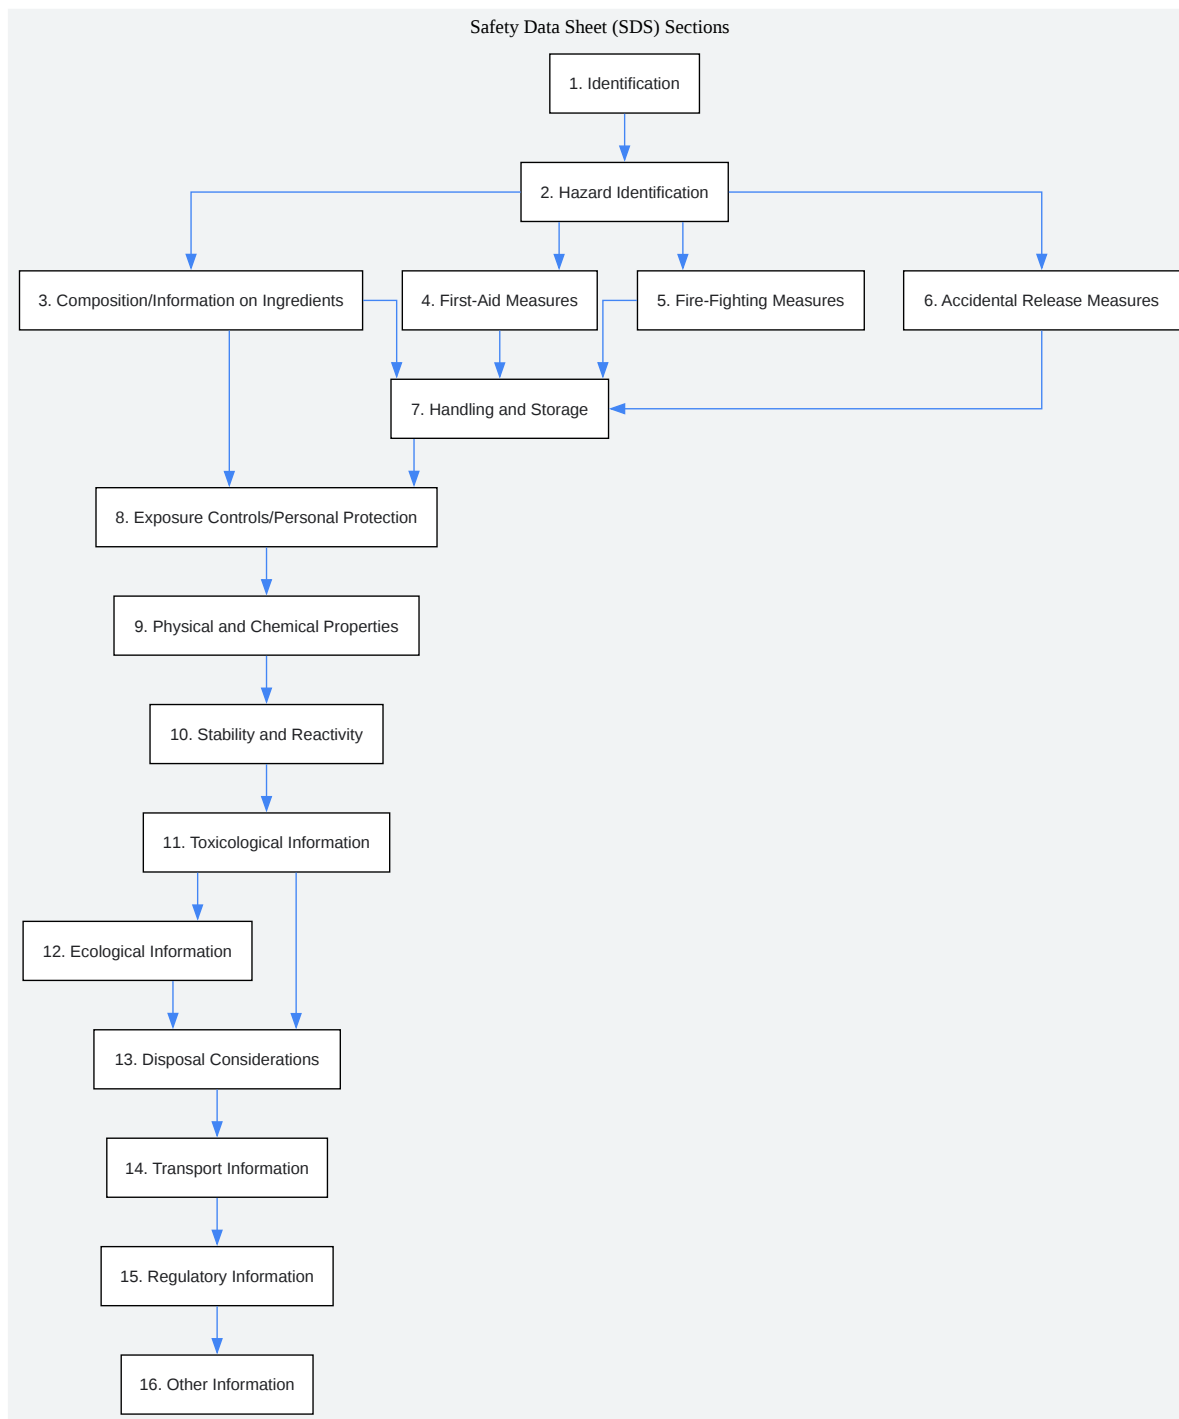 Safety Data Sheet (SDS) Sections
1. Identification
2. Hazard Identification
3. Composition/Information on Ingredients
4. First-Aid Measures
5. Fire-Fighting Measures
6. Accidental Release Measures
7. Handling and Storage
8. Exposure Controls/Personal Protection
9. Physical and Chemical Properties
10. Stability and Reactivity
11. Toxicological Information
12. Ecological Information
13. Disposal Considerations
14. Transport Information
15. Regulatory Information
16. Other Information